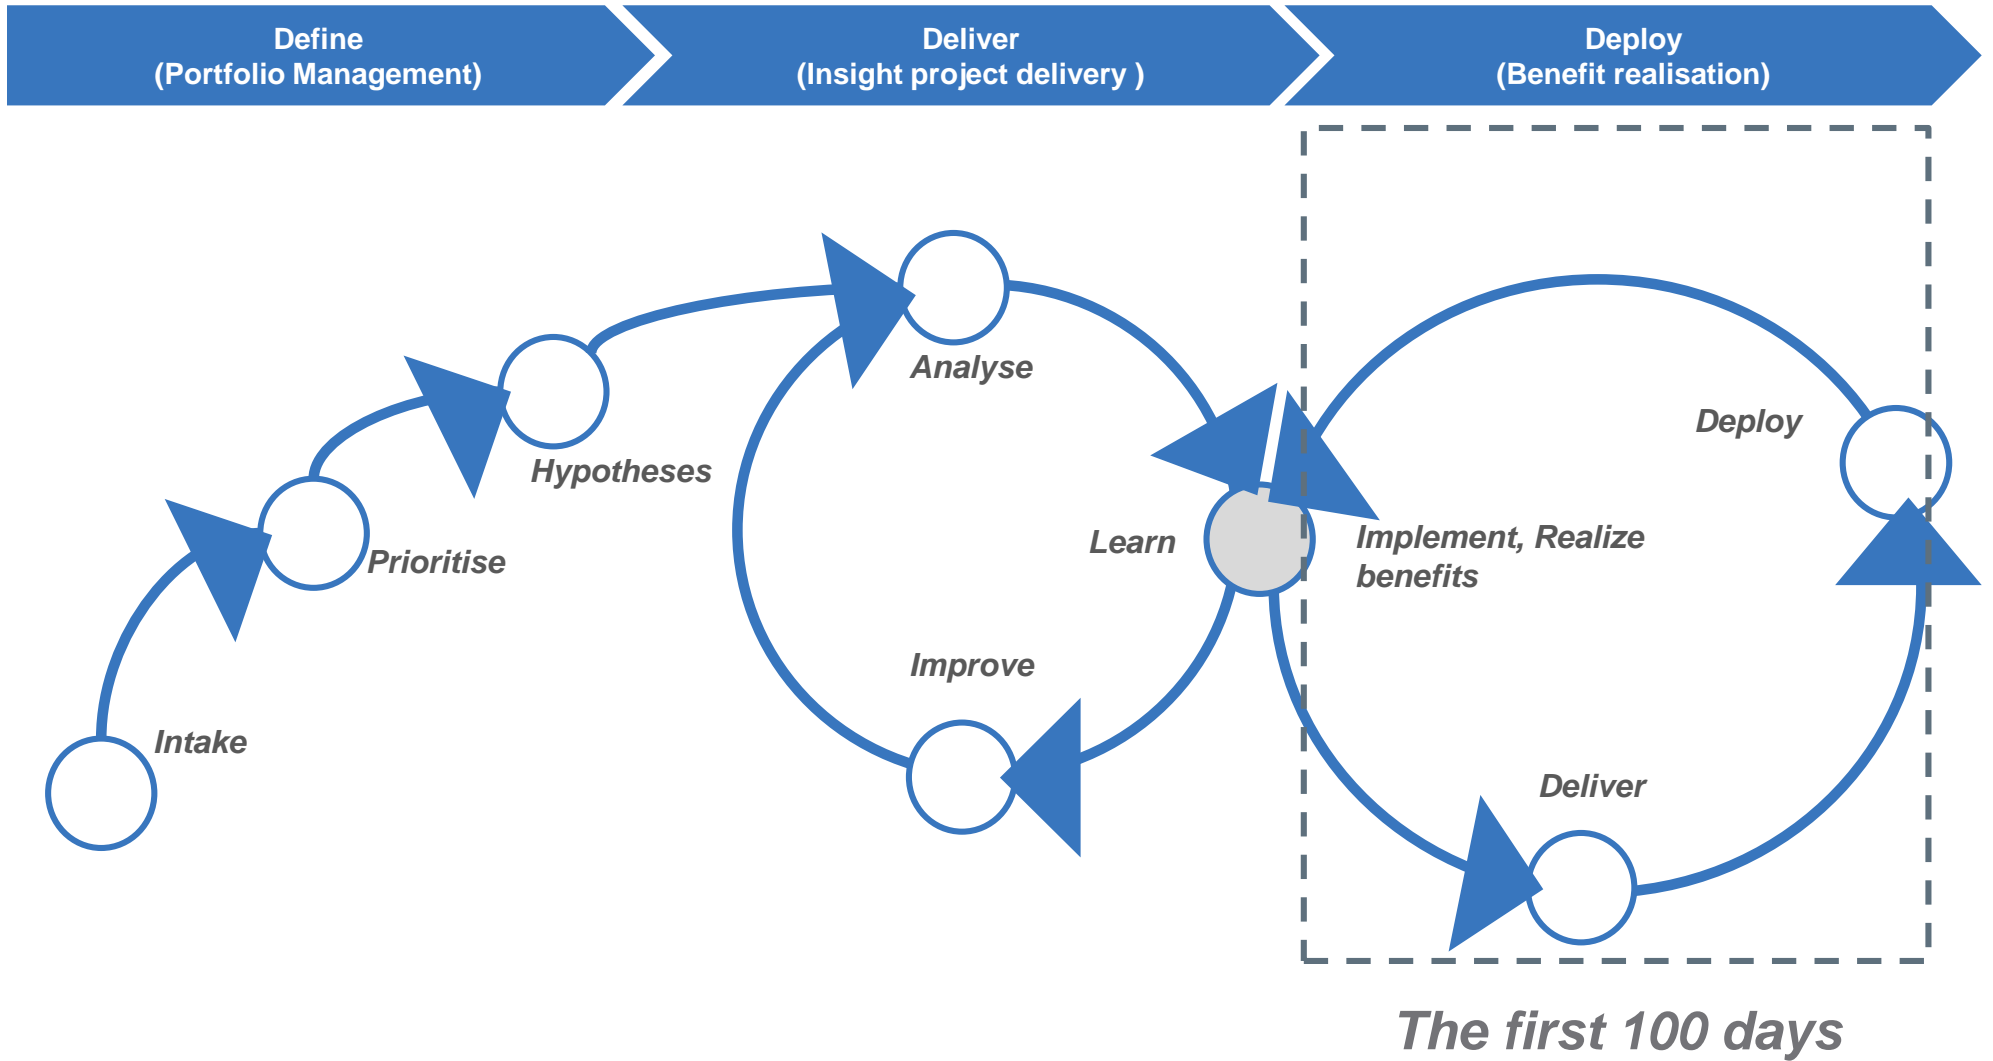 Define
(Portfolio Management)
Deliver
(Insight project delivery )
Deploy
(Benefit realisation)
Analyse
Deploy
Hypotheses
Learn
Implement, Realize
benefits
Prioritise
Improve
Intake
Deliver
The first 100 days